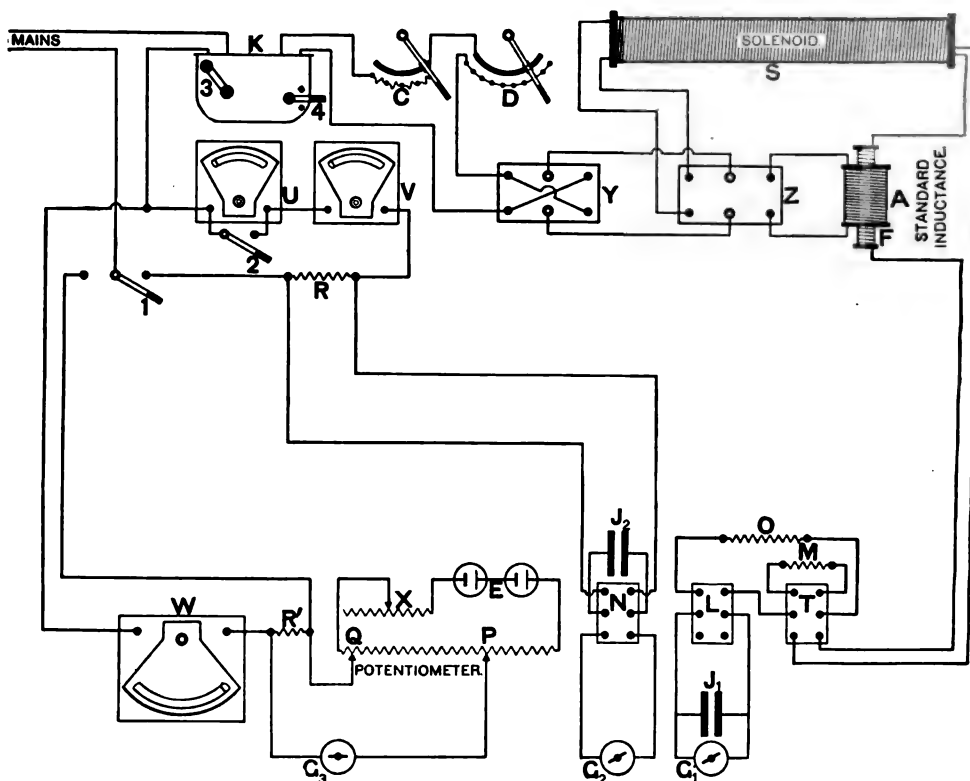 MAINS
K
3
4
C
D
SOLENOID
S
U
V
2
Y
Z
A
F
STANDARD
INDUCTANCE.
1
R
J₂
O
M
N
L
T
W
R'
X
E
Q
P
POTENTIOMETER.
J₁
G₃
G₂
G₁